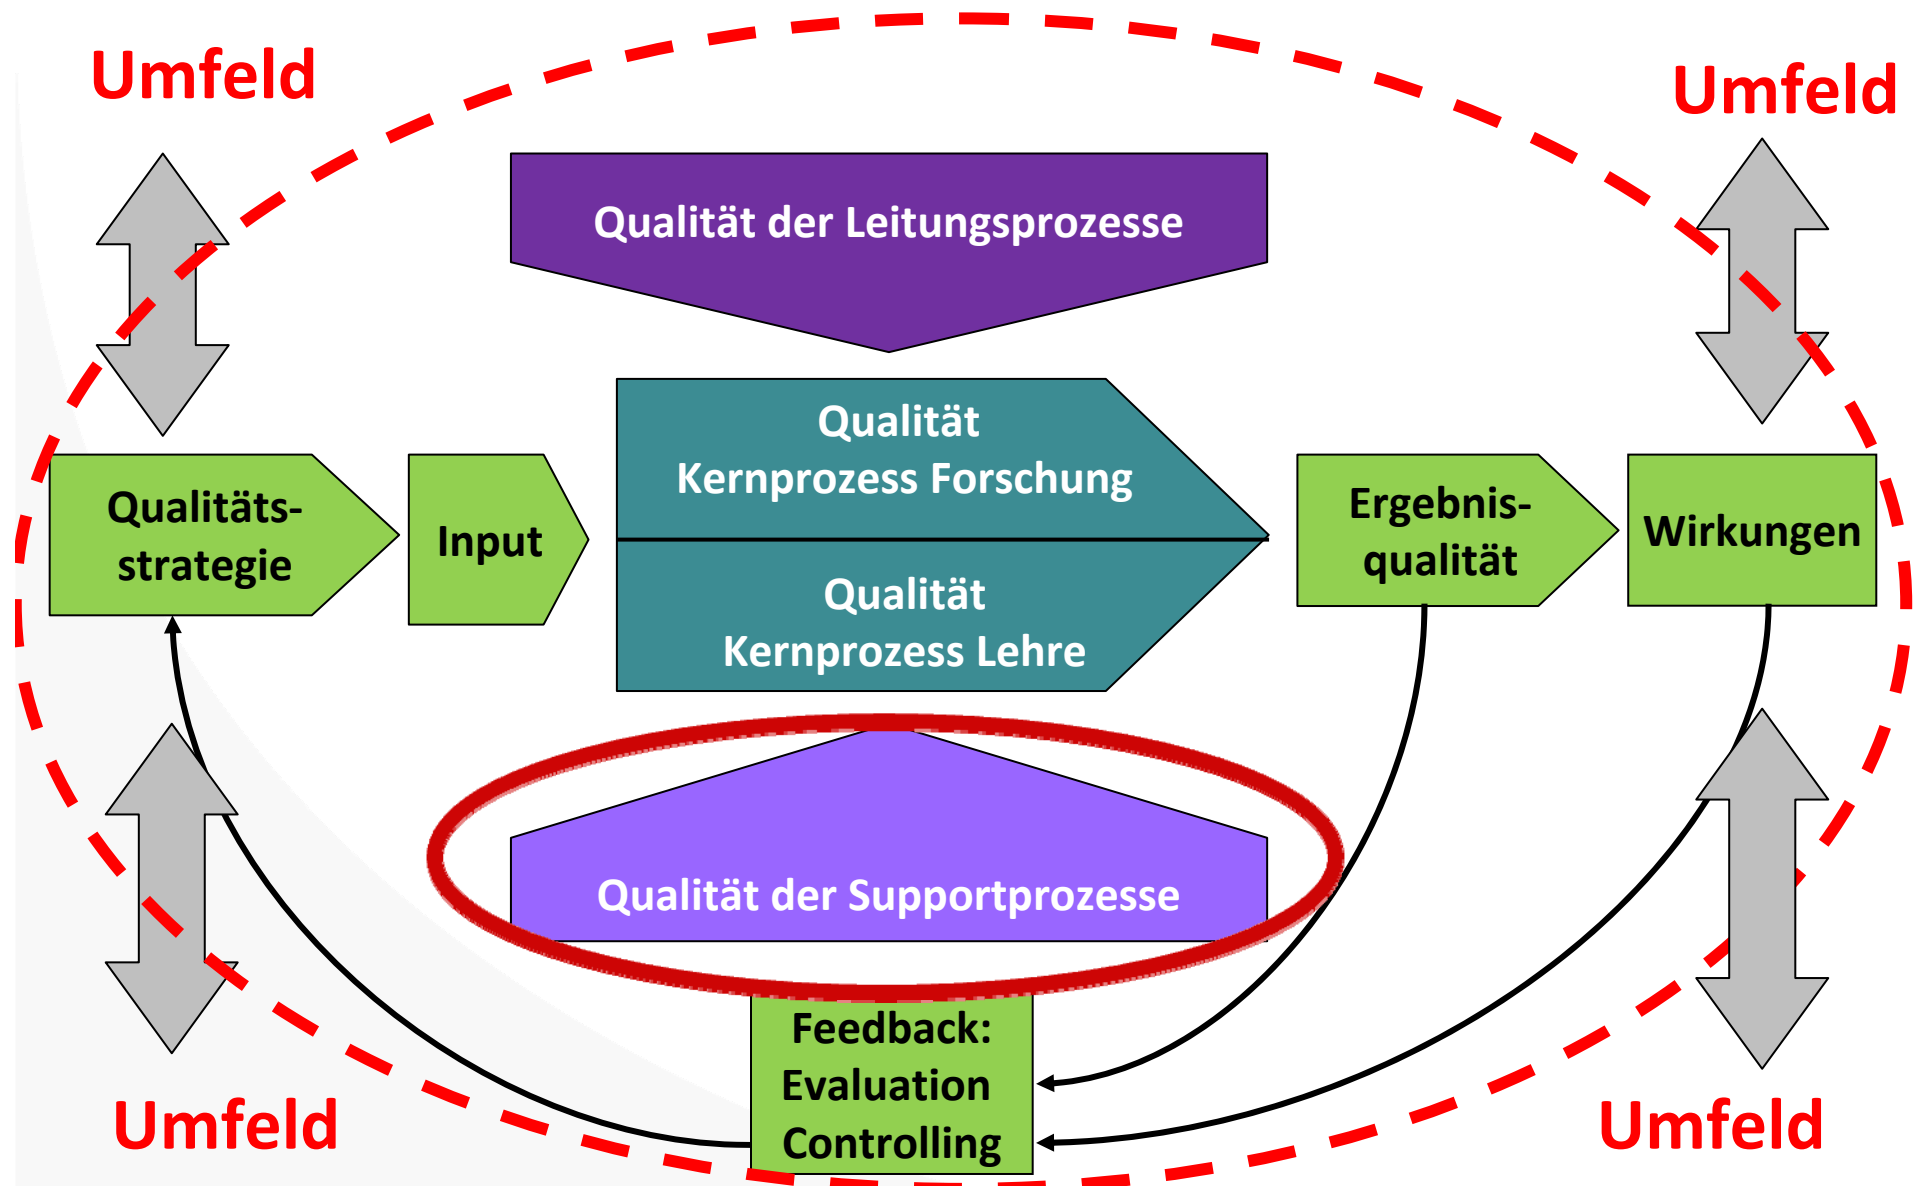 Umfeld
Umfeld
Qualität der Leitungsprozesse
Qualität
Kernprozess Forschung
Qualitäts-
strategie
Input
Ergebnis-
qualität
Wirkungen
Qualität
Kernprozess Lehre
Qualität der Supportprozesse
Feedback:
Evaluation
Controlling
Umfeld
Umfeld